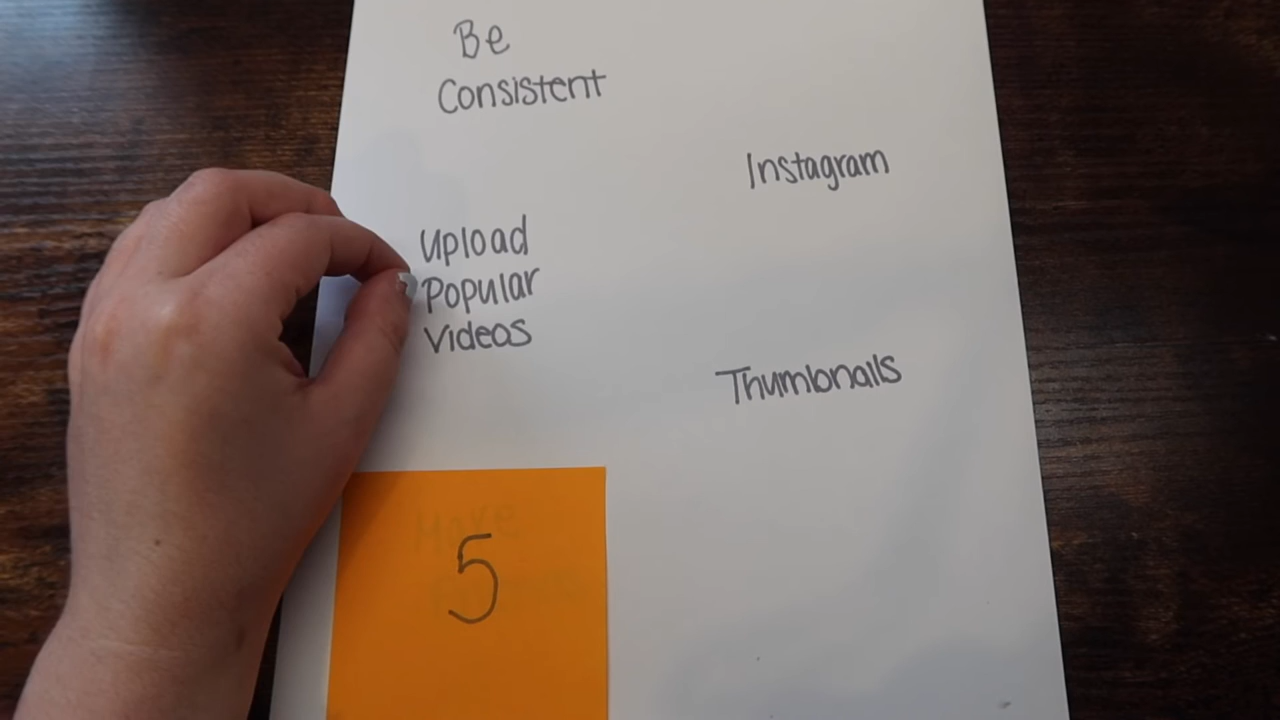 Be
Consistent
Instagram
Upload
Popular
Videos
Thumbnails
5